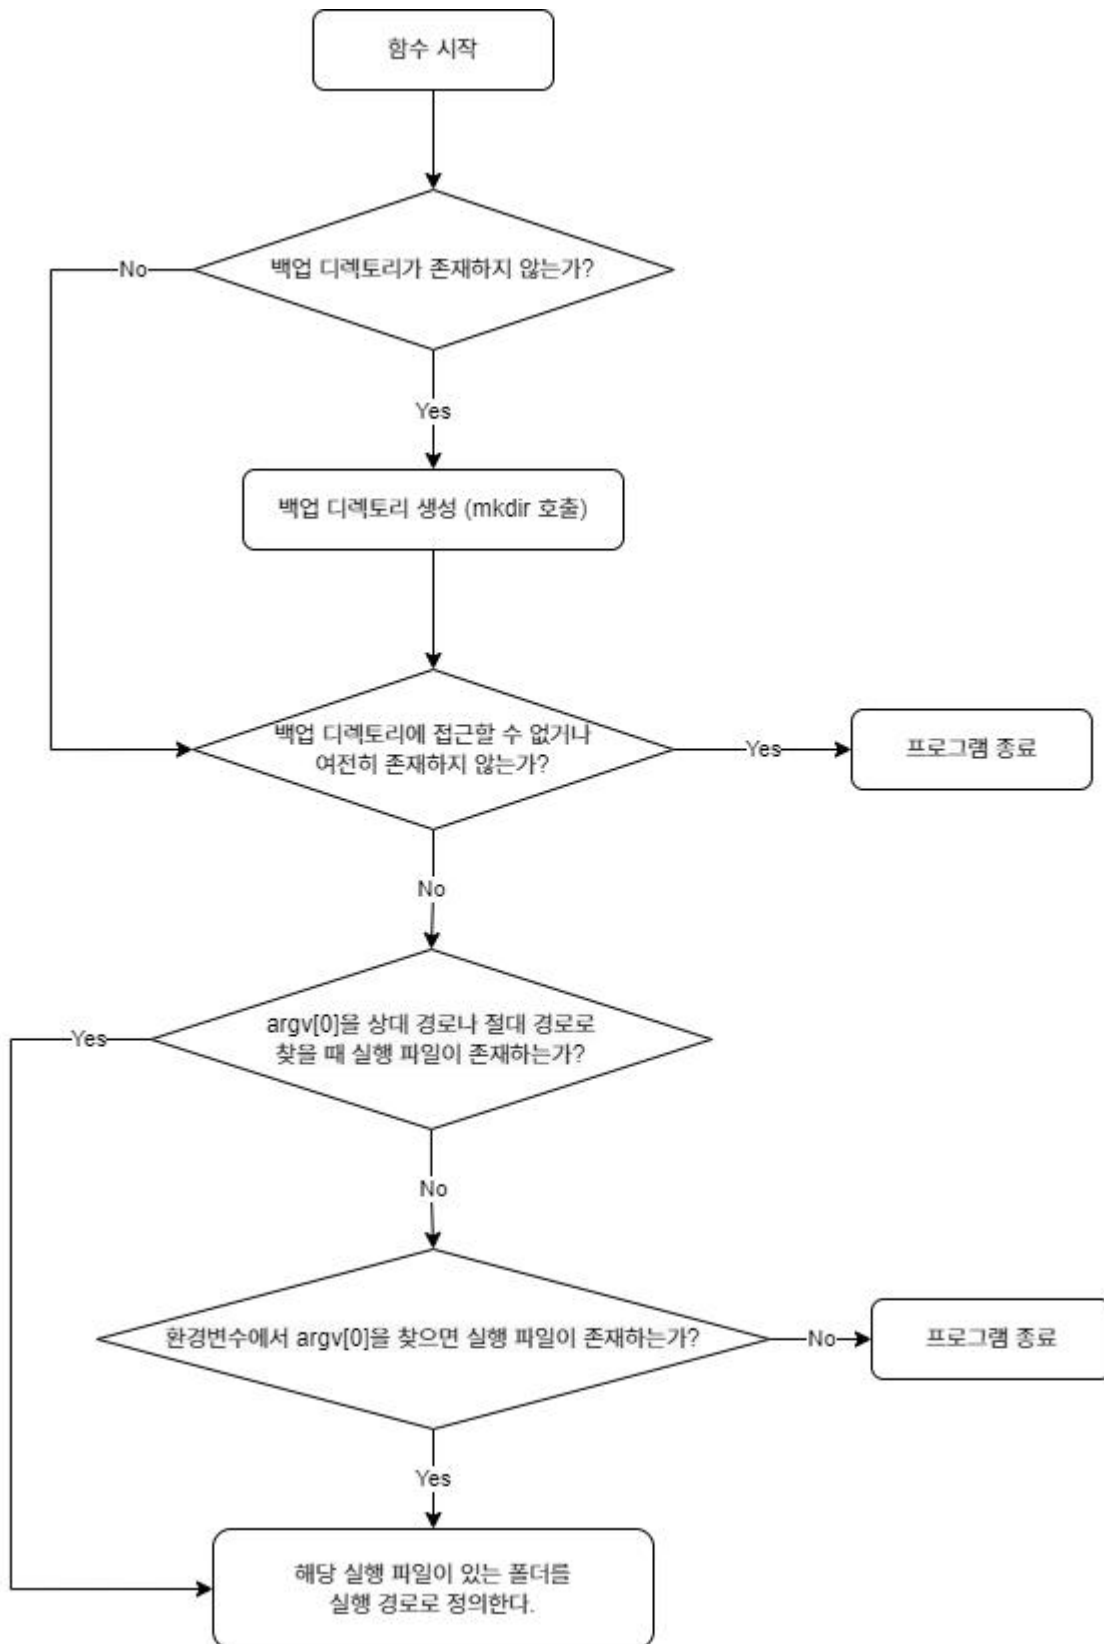 함수 시작
백업 디렉토리가 존재하지 않는가?
No
Yes
백업 디렉토리 생성 (mkdir 호출)
백업 디렉토리에 접근할 수 없거나
여전히 존재하지 않는가?
Yes
프로그램 종료
No
argv[0]을 상대 경로나 절대 경로로
찾을 때 실행 파일이 존재하는가?
Yes
No
환경변수에서 argv[0]을 찾으면 실행 파일이 존재하는가?
No
프로그램 종료
Yes
해당 실행 파일이 있는 폴더를
실행 경로로 정의한다.